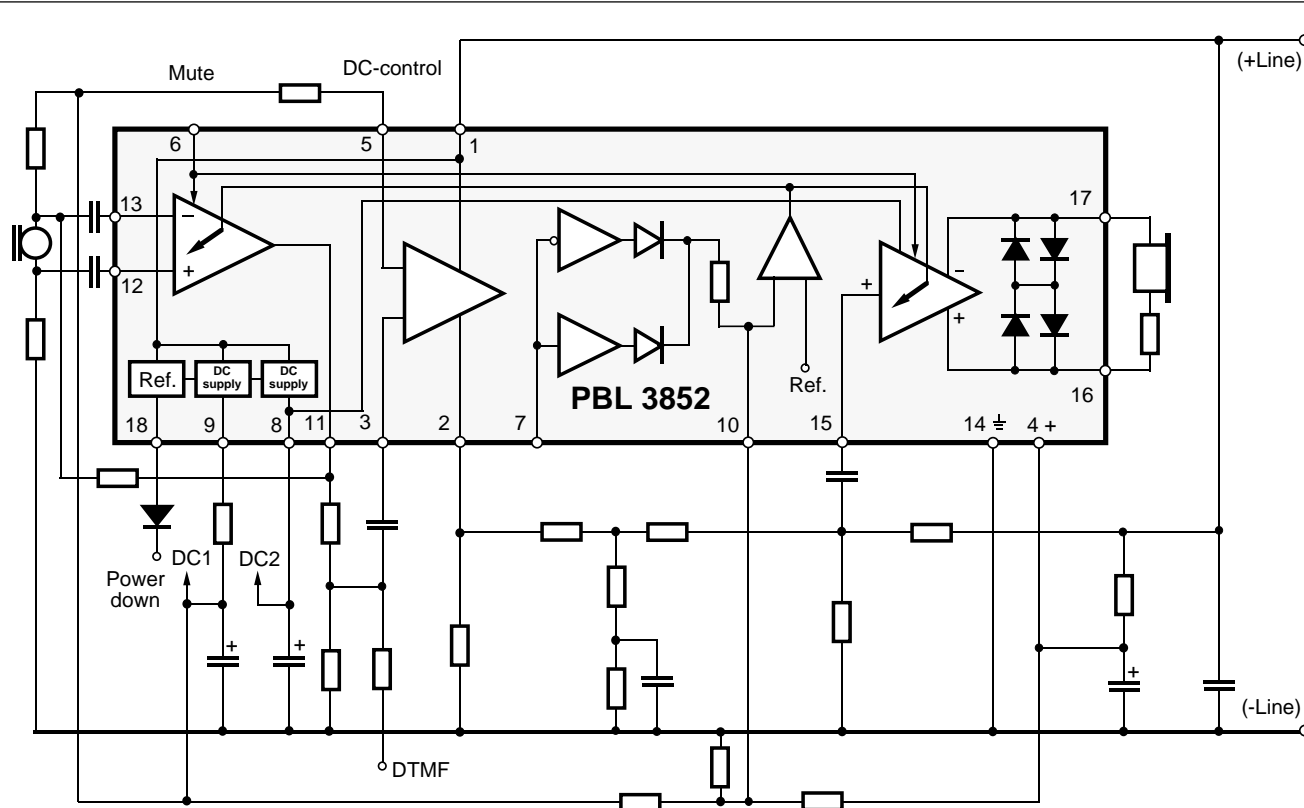 (+Line)
Mute
DC-control
6
5
1
13
−
17
12
+
−
+
+
Ref.
DC supply
DC supply
Ref.
PBL 3852
16
18
9
8
11
3
2
7
10
15
14
4 +
DC1
DC2
Power down
+
+
+
(-Line)
DTMF